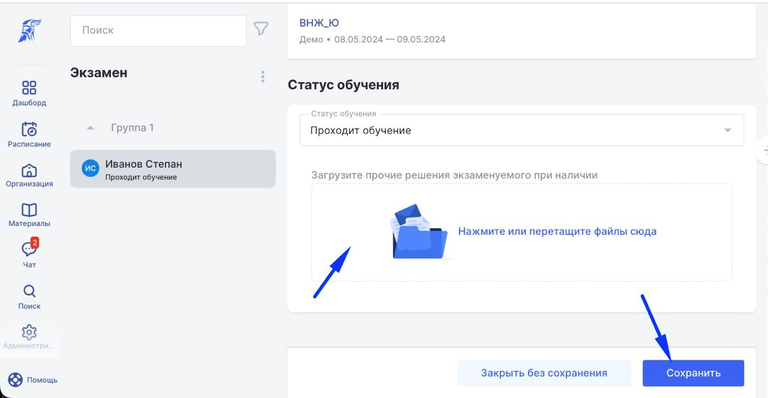 Поиск
Экзамен
Группа 1
ИС
Иванов Степан
Проходит обучение
Дашборд
Расписание
Организация
Материалы
2
Чат
Поиск
Администри...
Помощь
ВНЖ_Ю
Демо • 08.05.2024 — 09.05.2024
Статус обучения
Статус обучения
Проходит обучение
Загрузите прочие решения экзаменуемого при наличии
Нажмите или перетащите файлы сюда
Закрыть без сохранения
Сохранить